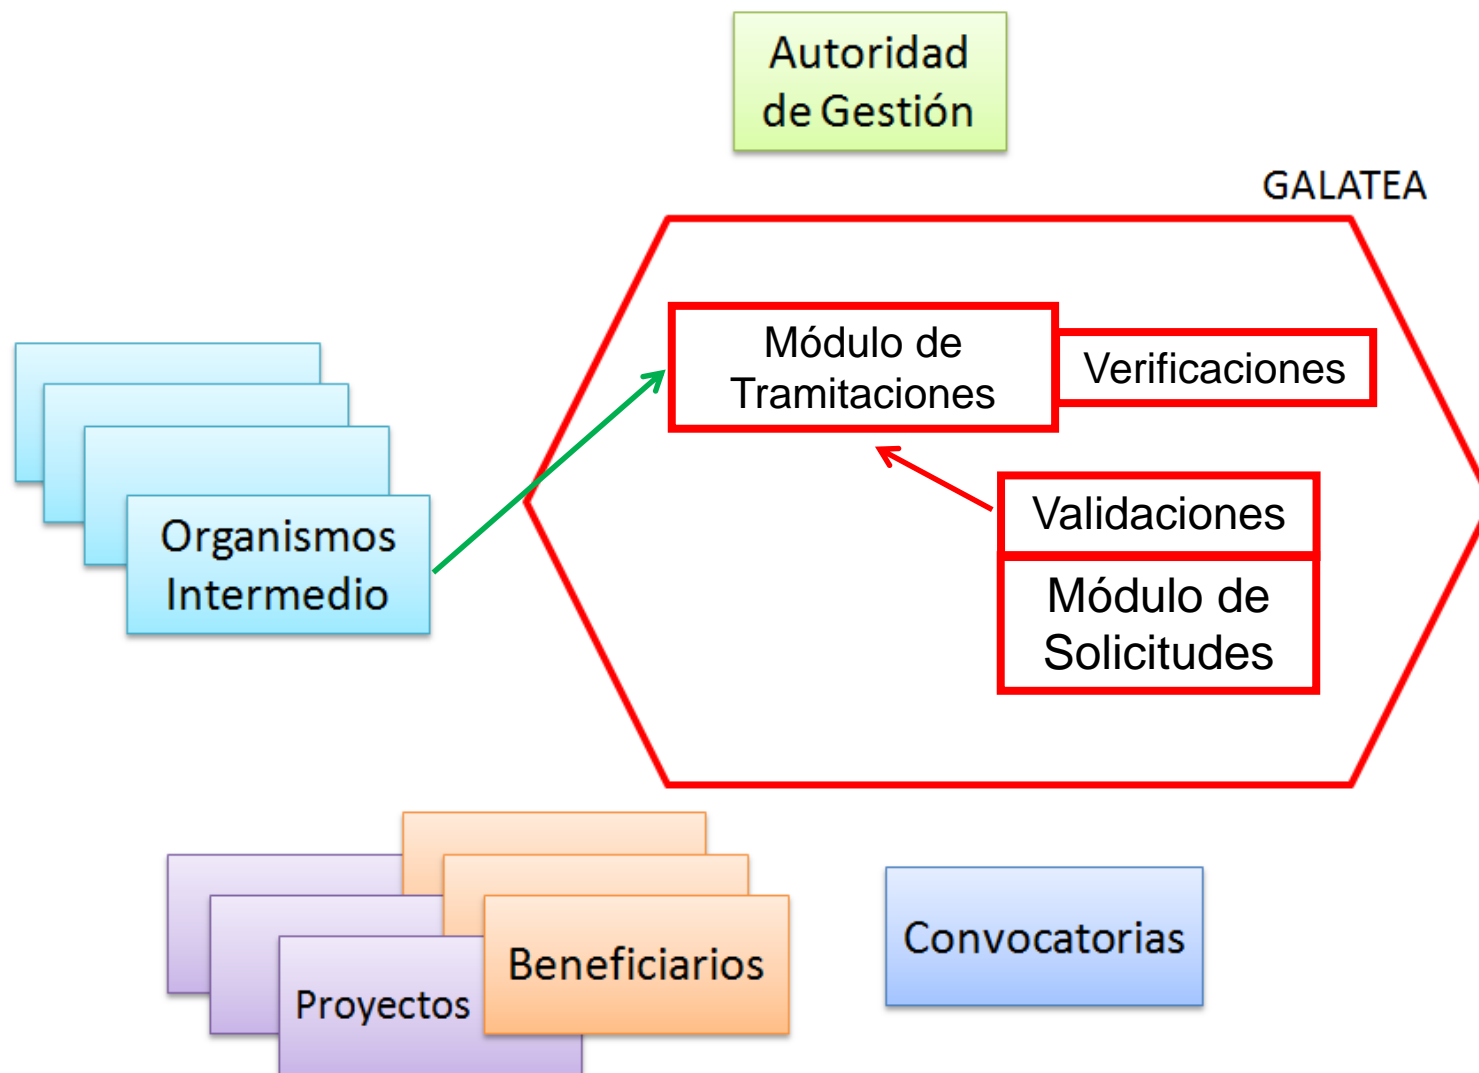 Autoridad
de Gestión
GALATEA
Módulo de
Tramitaciones
Verificaciones
Organismos
Intermedio
Validaciones
Módulo de
Solicitudes
Proyectos
Beneficiarios
Convocatorias